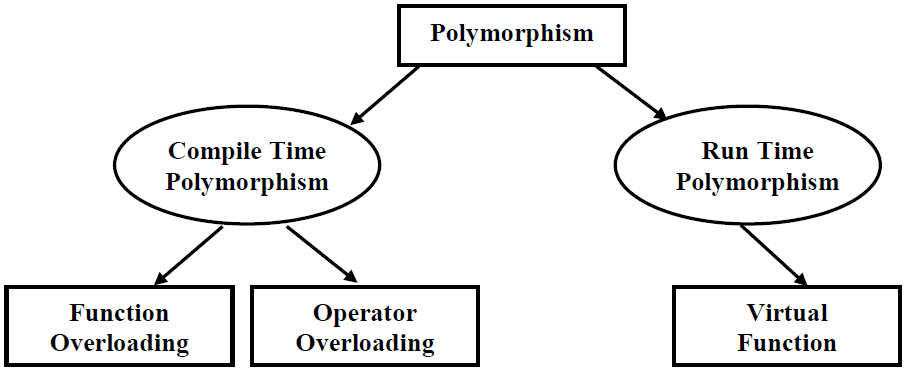 Polymorphism
Compile Time
Polymorphism
Run Time
Polymorphism
Function
Overloading
Operator
Overloading
Virtual
Function